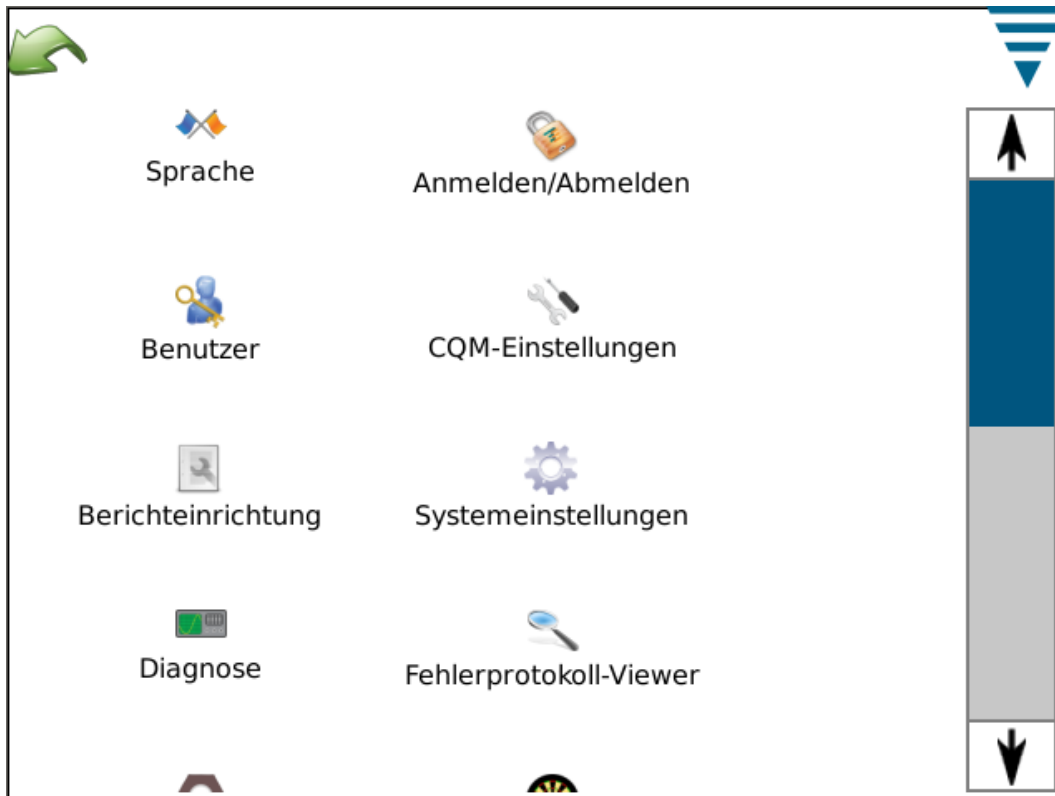 Sprache
Anmelden/Abmelden
Benutzer
CQM-Einstellungen
Berichteinrichtung
Systemeinstellungen
Diagnose
Fehlerprotokoll-Viewer